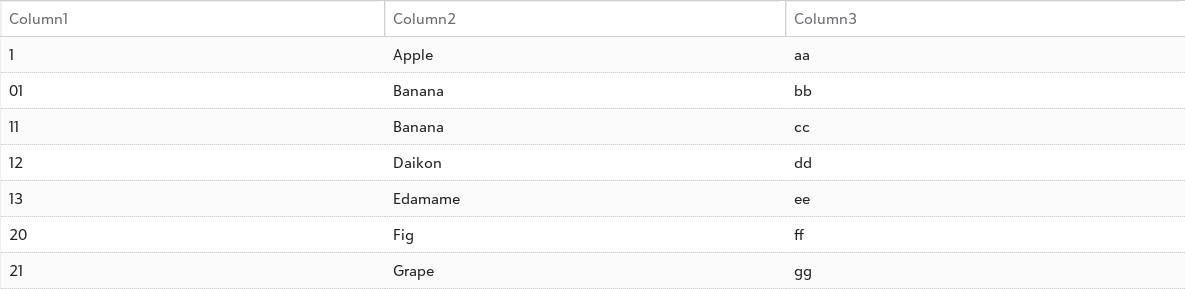 Column1 Column2 Column3
1 Apple aa
01 Banana bb
11 Banana cc
12 Daikon dd
13 Edamame ee
20 Fig ff
21 Grape gg